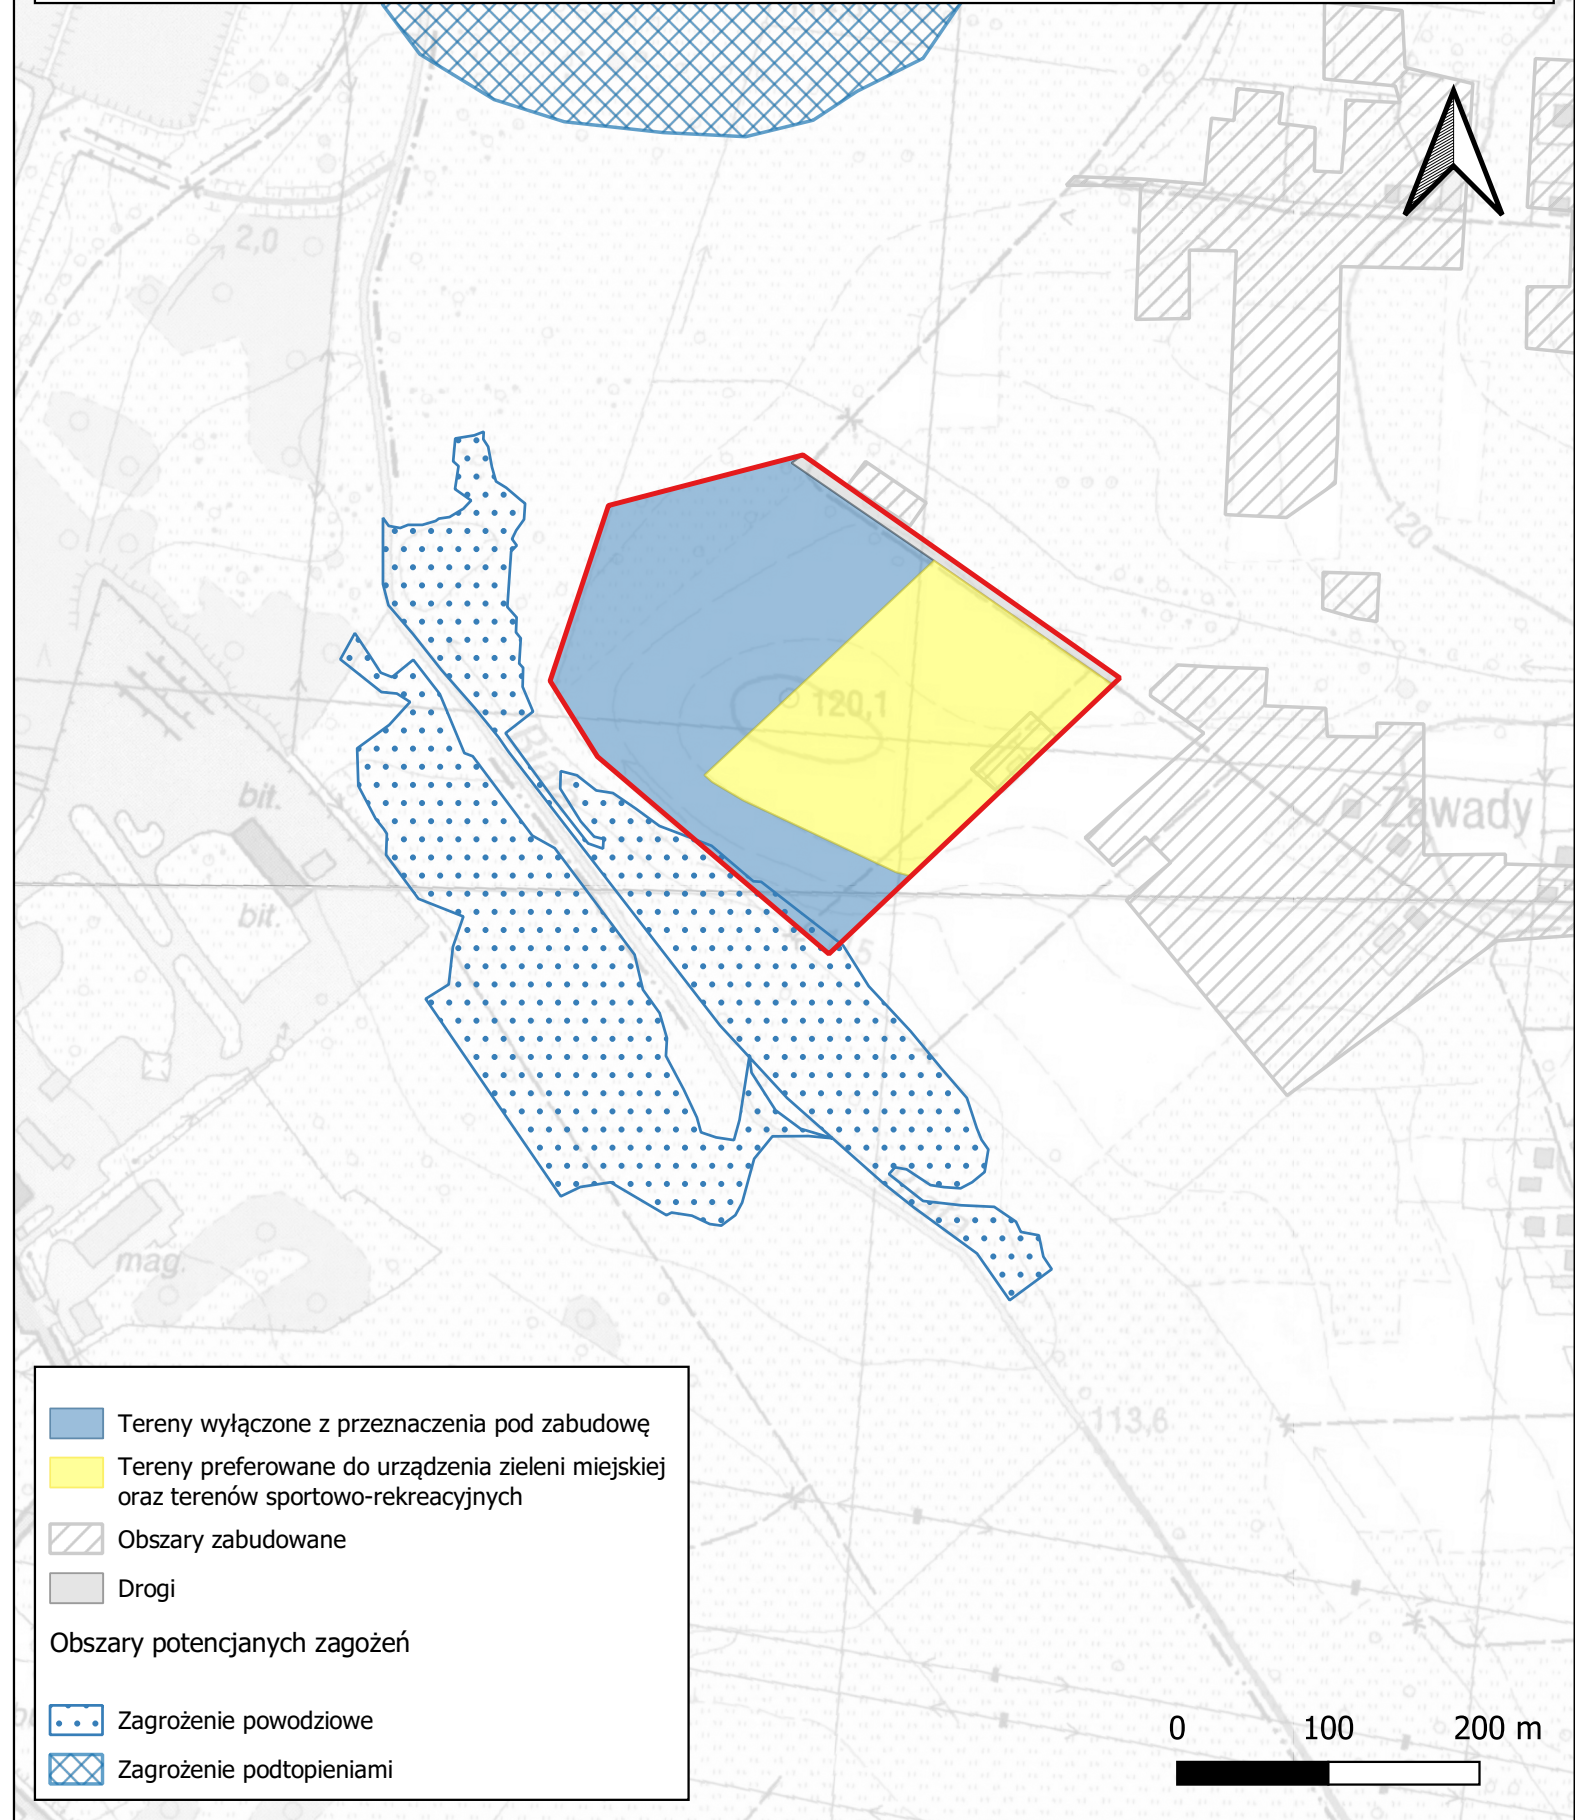 2,0
120
120,1
bit.
Zawady
bit.
mag.
113,6
Tereny wyłączone z przeznaczenia pod zabudowę
Tereny preferowane do urządzenia zieleni miejskiej
oraz terenów sportowo-rekreacyjnych
Obszary zabudowane
Drogi
Obszary potencjanych zagożeń
Zagrożenie powodziowe
Zagrożenie podtopieniami
0 100 200 m